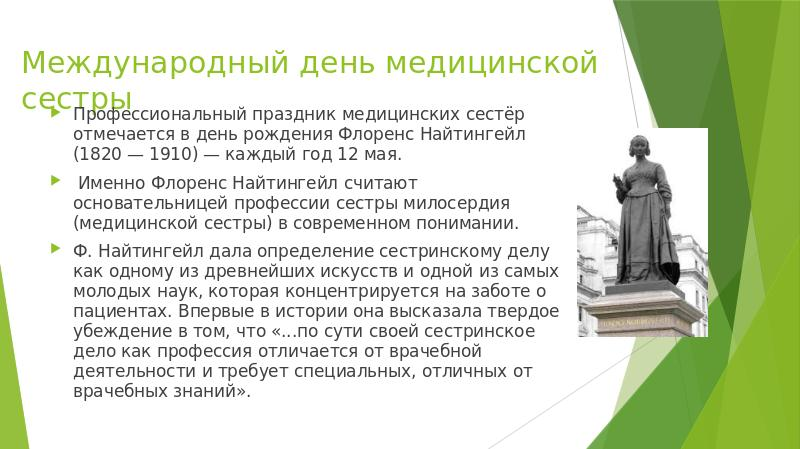 Международный день медицинской
сестры
Профессиональный праздник медицинских сестёр
отмечается в день рождения Флоренс Найтингейл
(1820 — 1910) — каждый год 12 мая.
Именно Флоренс Найтингейл считают
основательницей профессии сестры милосердия
(медицинской сестры) в современном понимании.
Ф. Найтингейл дала определение сестринскому делу
как одному из древнейших искусств и одной из самых
молодых наук, которая концентрируется на заботе о
пациентах. Впервые в истории она высказала твердое
убеждение в том, что «…по сути своей сестринское
дело как профессия отличается от врачебной
деятельности и требует специальных, отличных от
врачебных знаний».